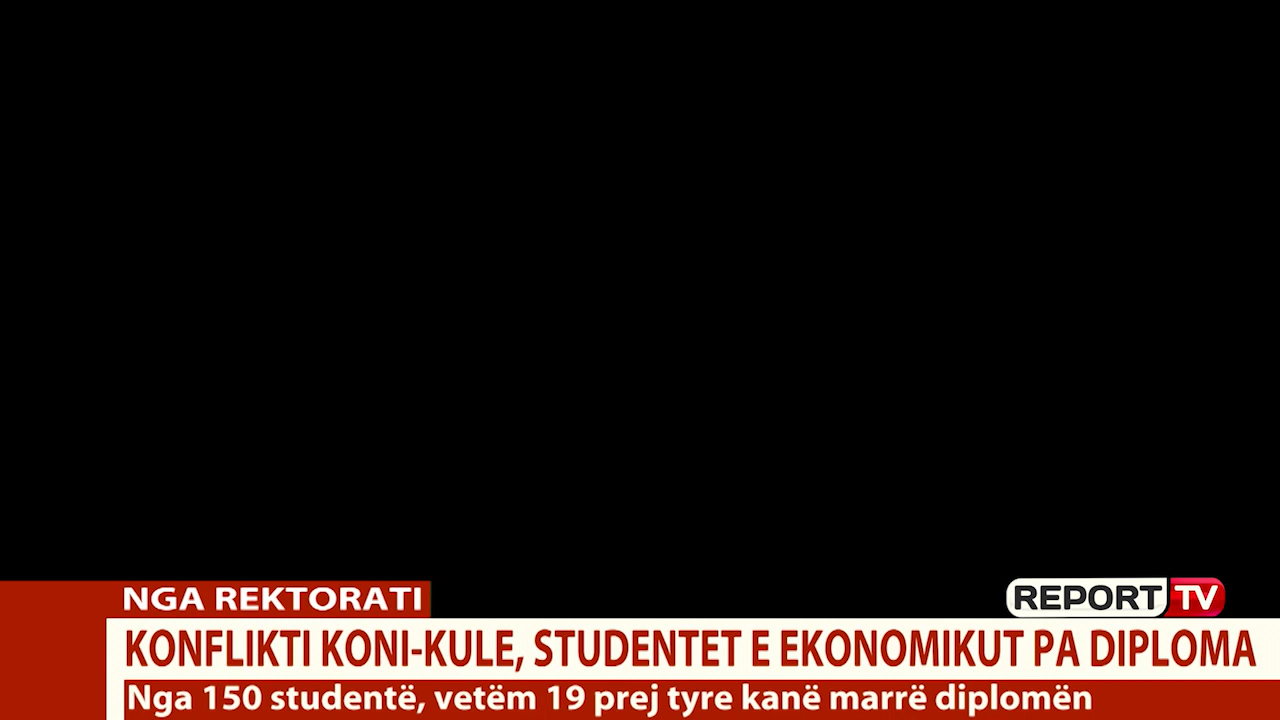 NGA REKTORATI
REPORT TV
KONFLIKTI KONI-KULE, STUDENTET E EKONOMIKUT PA DIPLOMA
Nga 150 studentë, vetëm 19 prej tyre kanë marrë diplomën